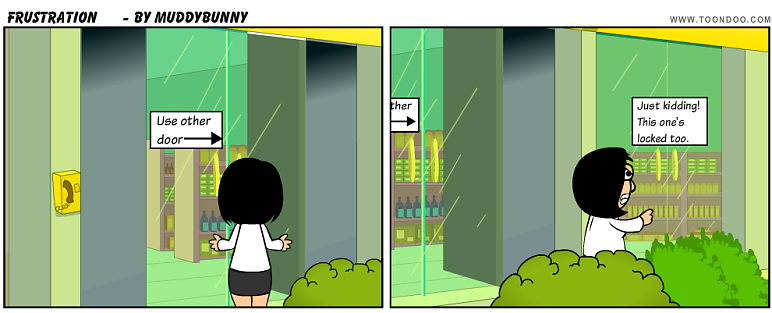 FRUSTRATION - BY MUDDYBUNNY
WWW.TOONDOO.COM
Use other
door
ther
Just kidding!
This one's
locked too.